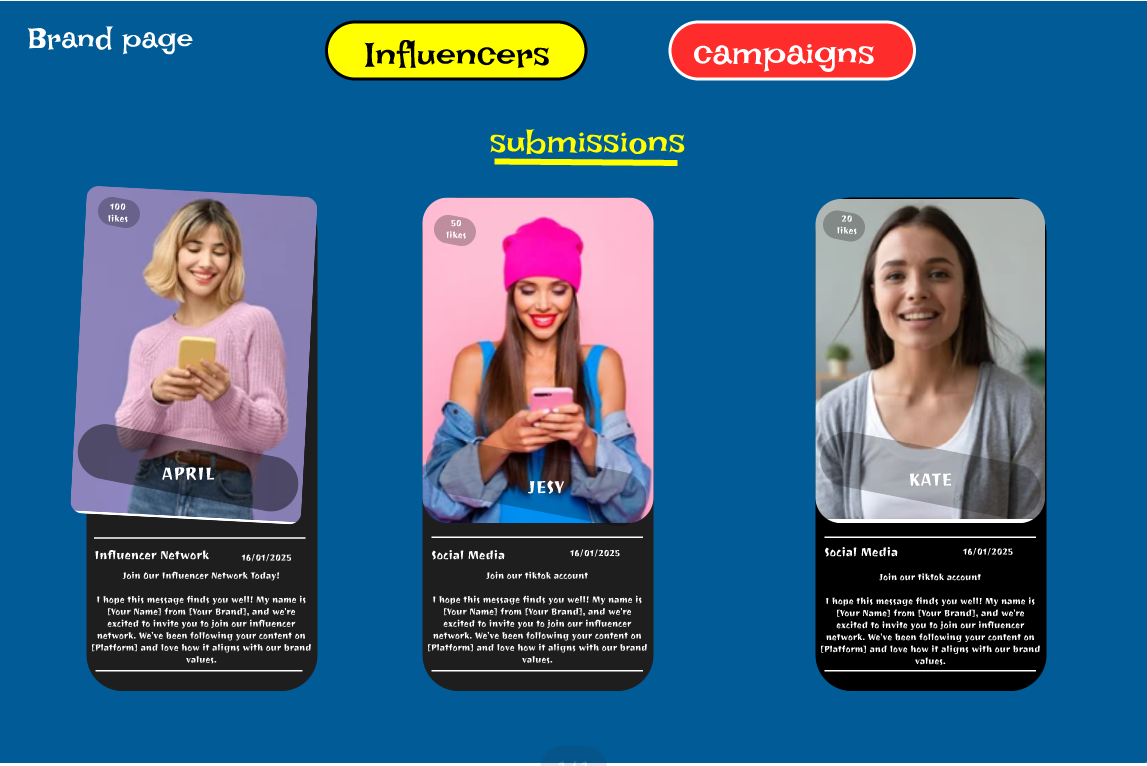 Brand page
Influencers
campaigns
submissions
100
likes
APRIL
Influencer Network
16/01/2025
Join Our Influencer Network Today!
I hope this message finds you well! My name is
[Your Name] from [Your Brand], and we're
excited to invite you to join our influencer
network. We've been following your content on
[Platform] and love how it aligns with our brand
values.
50
likes
JESY
Social Media
16/01/2025
Join our tiktok account
I hope this message finds you well! My name is
[Your Name] from [Your Brand], and we're
excited to invite you to join our influencer
network. We've been following your content on
[Platform] and love how it aligns with our brand
values.
20
likes
KATE
Social Media
16/01/2025
Join our tiktok account
I hope this message finds you well! My name is
[Your Name] from [Your Brand], and we're
excited to invite you to join our influencer
network. We've been following your content on
[Platform] and love how it aligns with our brand
values.